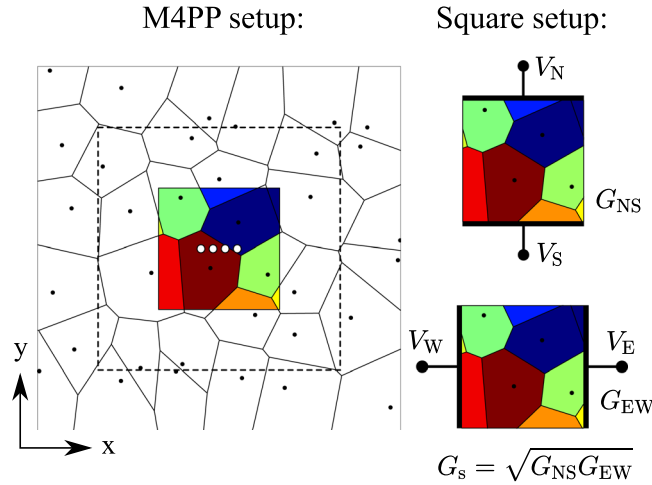 M4PP setup:
Square setup:
V_N
G_NS
V_S
y
x
V_W
V_E
G_EW
G_s = √G_NS G_EW